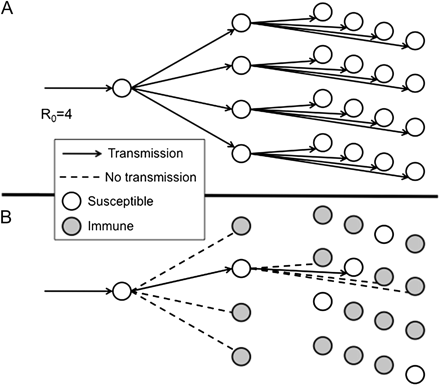 A
R₀=4
Transmission
No transmission
Susceptible
Immune
B